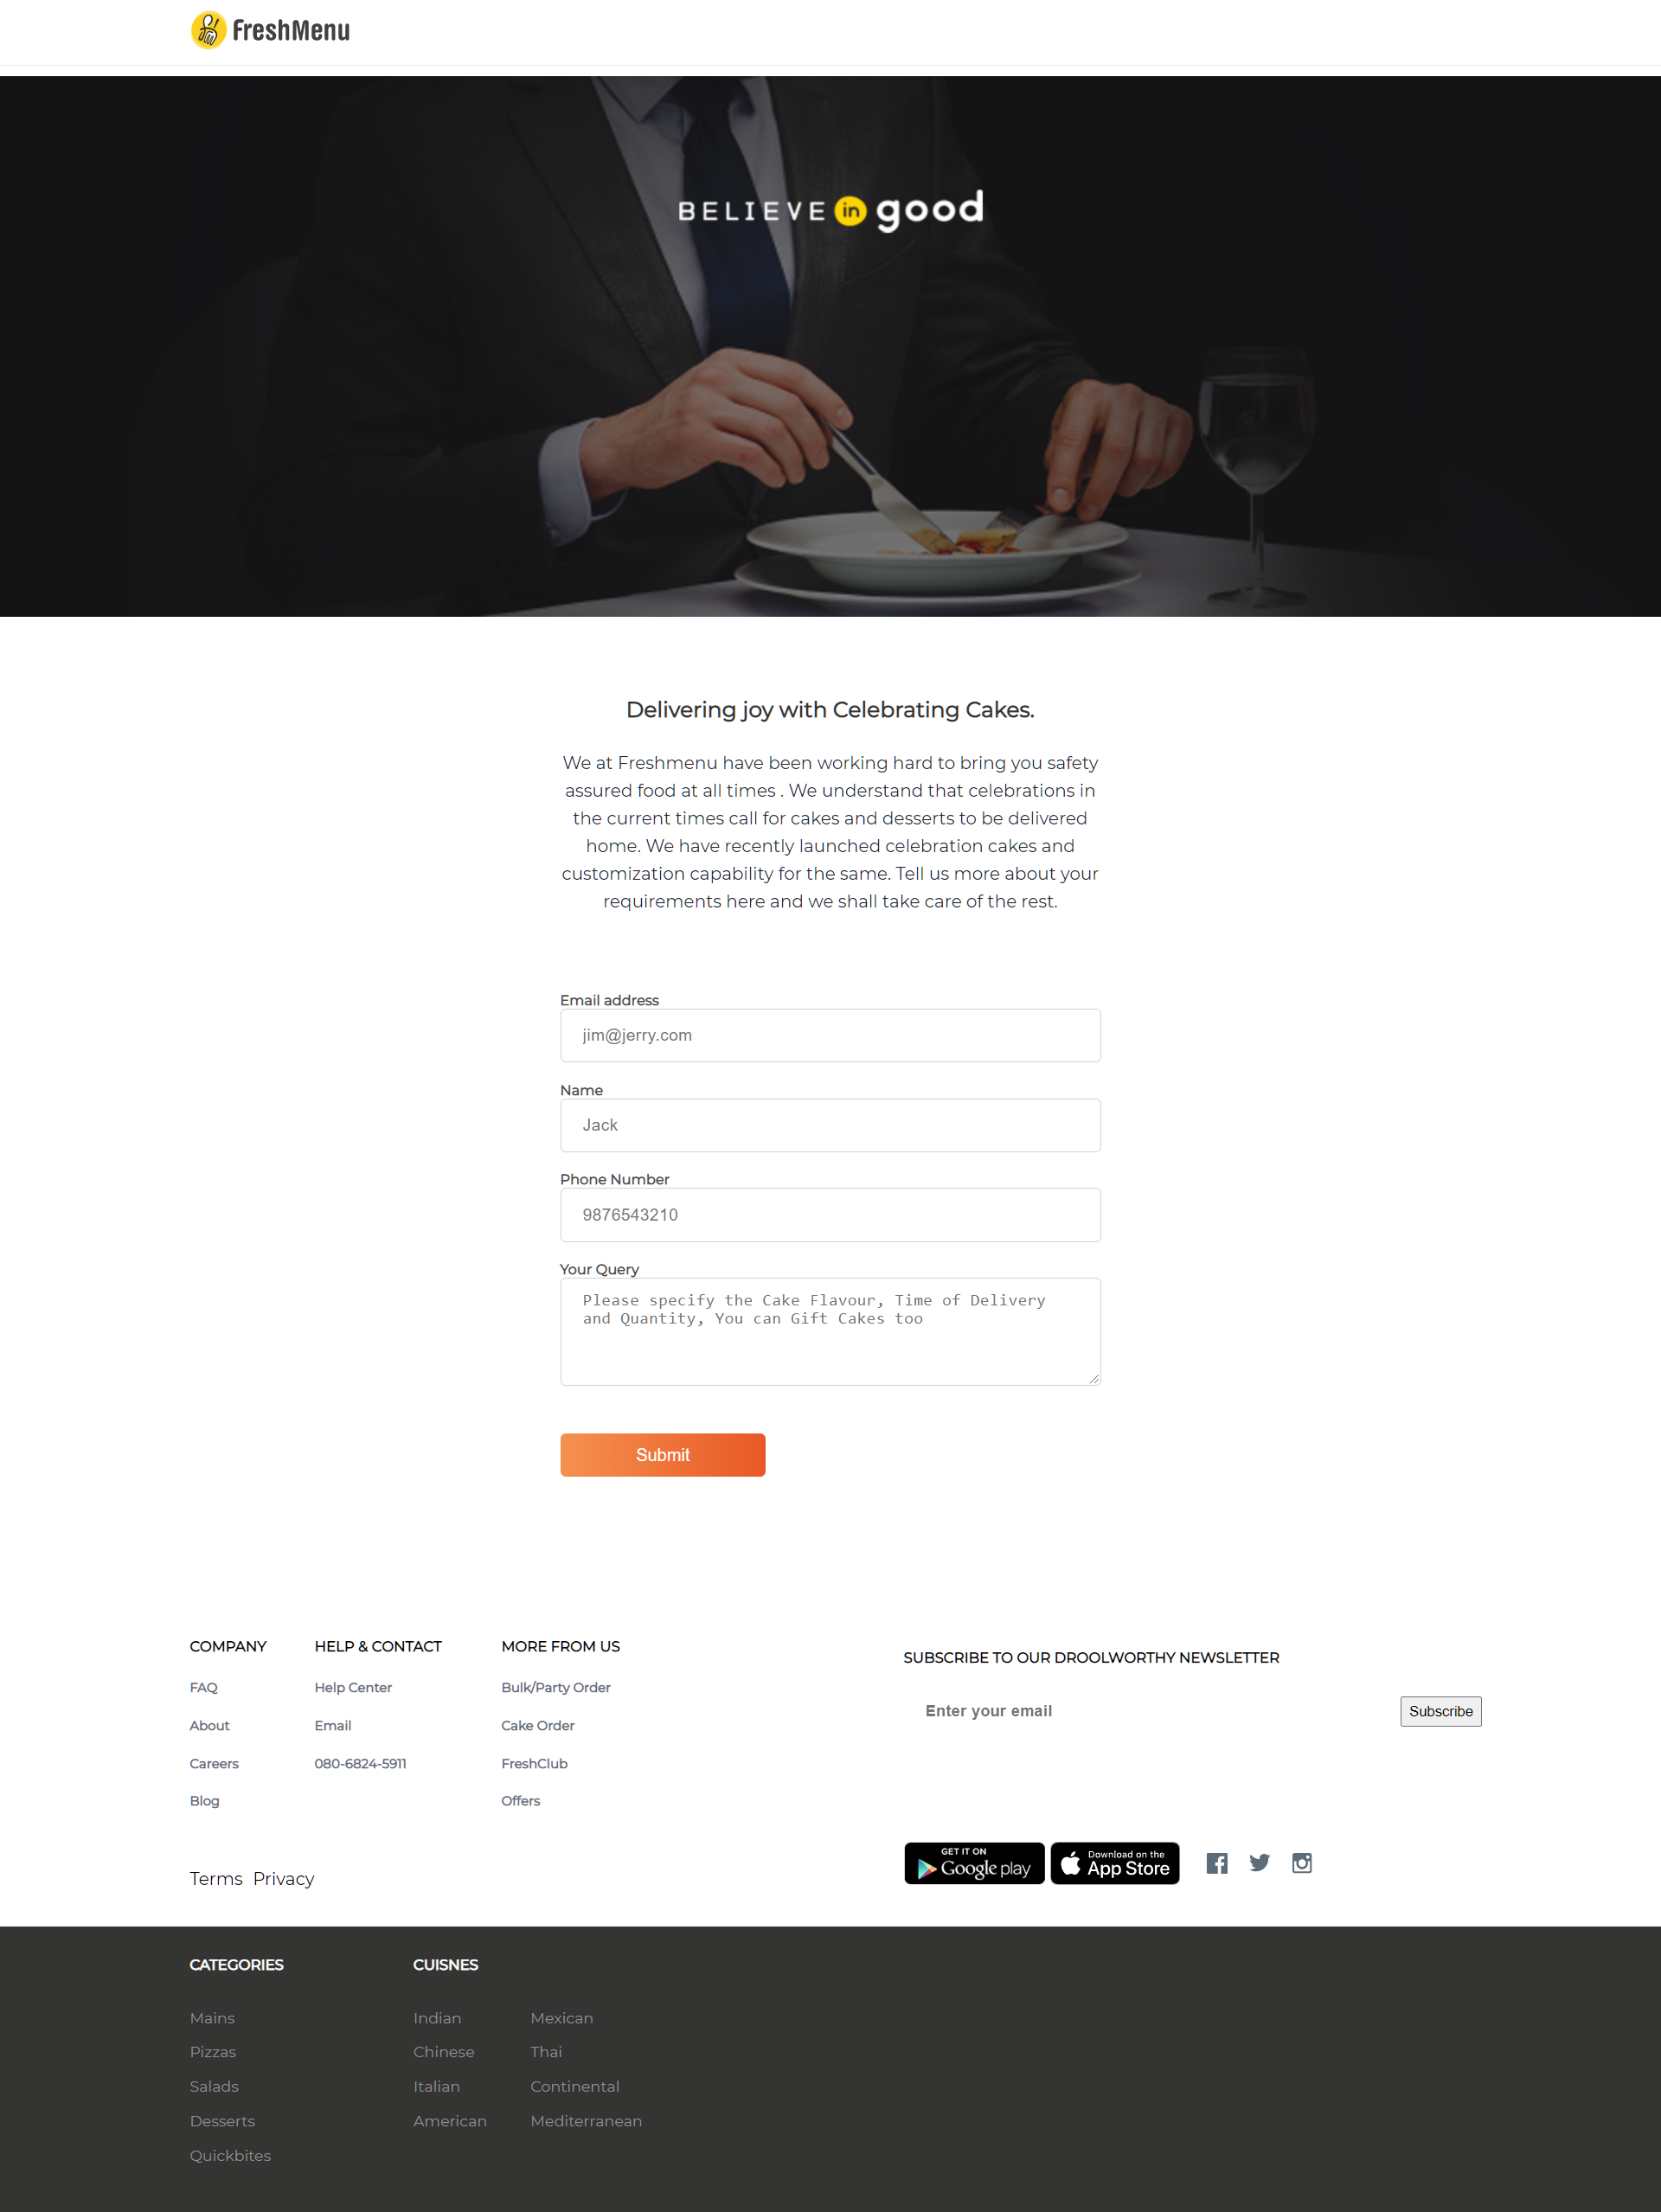 FreshMenu
BELIEVE in good
Delivering joy with Celebrating Cakes.
We at Freshmenu have been working hard to bring you safety
assured food at all times . We understand that celebrations in
the current times call for cakes and desserts to be delivered
home. We have recently launched celebration cakes and
customization capability for the same. Tell us more about your
requirements here and we shall take care of the rest.
Email address
jim@jerry.com
Name
Jack
Phone Number
9876543210
Your Query
Please specify the Cake Flavour, Time of Delivery
and Quantity, You can Gift Cakes too
Submit
COMPANY
FAQ
About
Careers
Blog
HELP & CONTACT
Help Center
Email
080-6824-5911
MORE FROM US
Bulk/Party Order
Cake Order
FreshClub
Offers
SUBSCRIBE TO OUR DROOLWORTHY NEWSLETTER
Enter your email
Subscribe
Terms Privacy
GET IT ON
Google play
Download on the
App Store
CATEGORIES
Mains
Pizzas
Salads
Desserts
Quickbites
CUISNES
Indian
Chinese
Italian
American
Mexican
Thai
Continental
Mediterranean